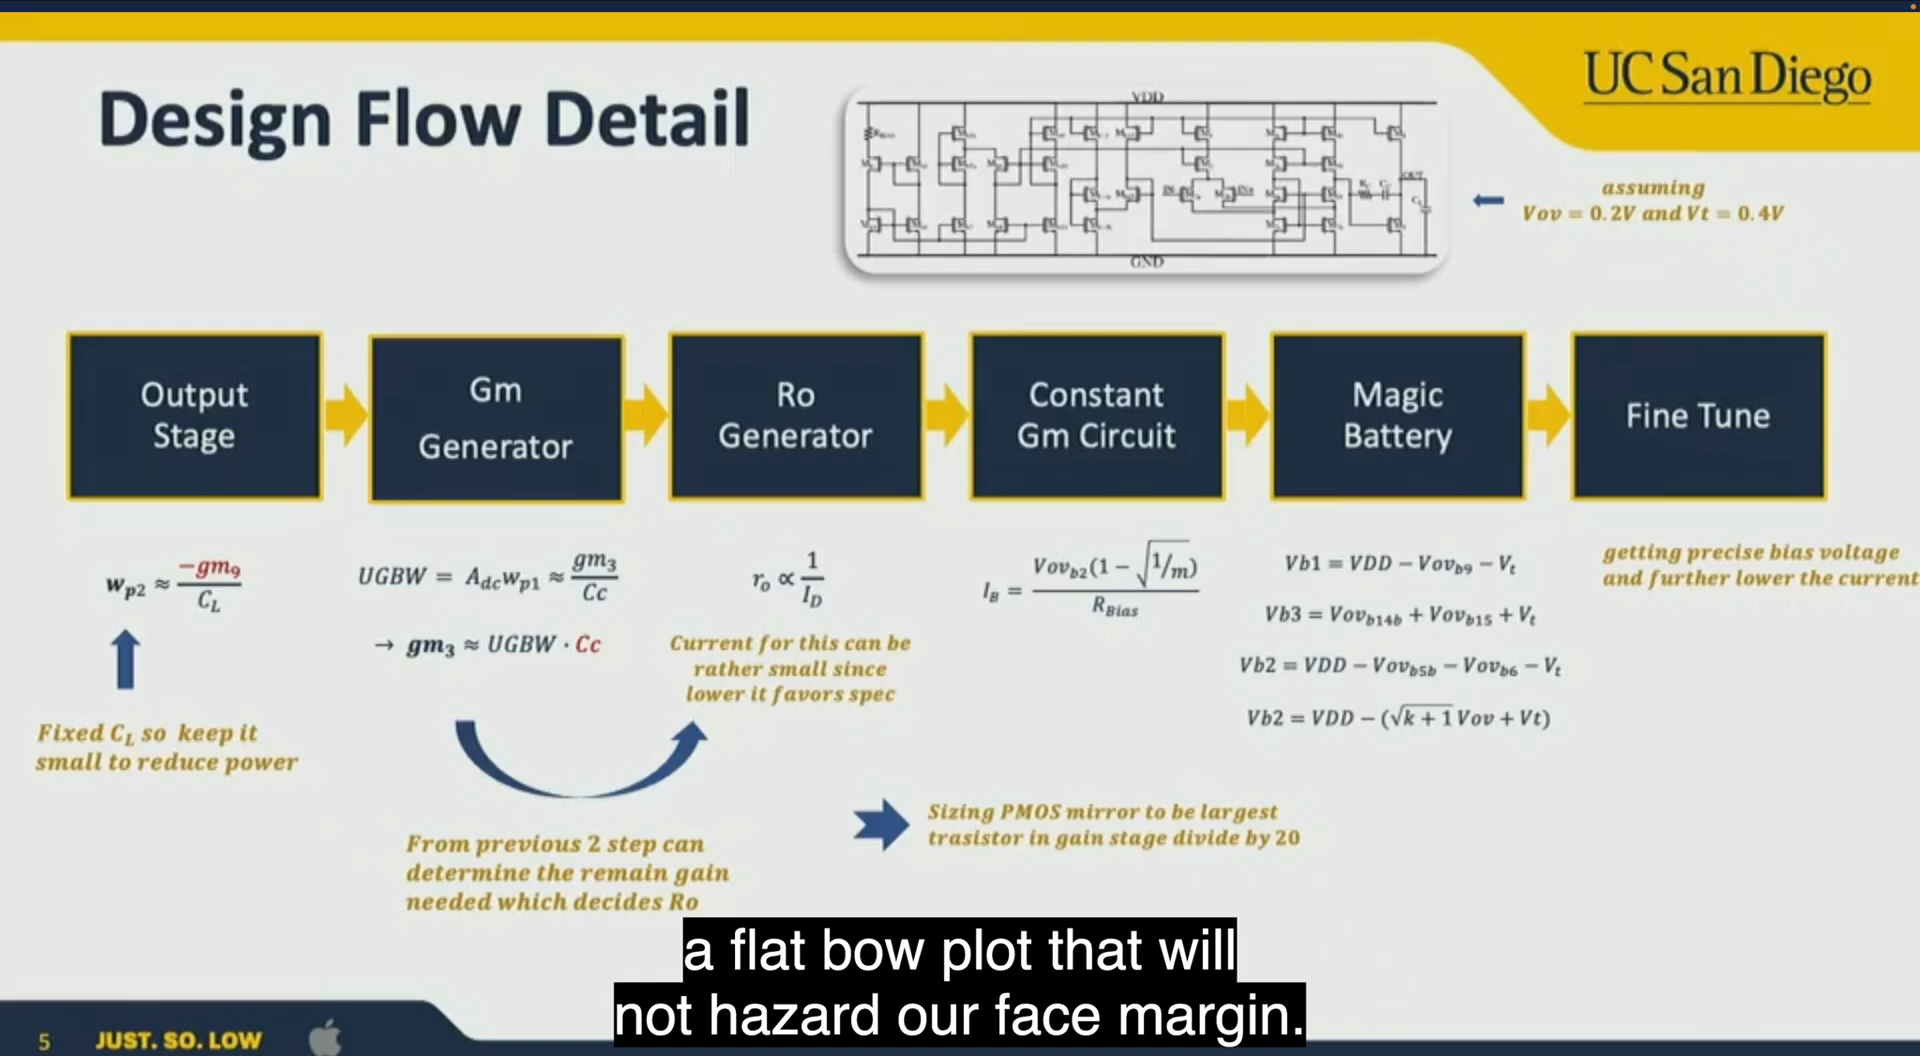 Design Flow Detail
UC San Diego
VDD
GND
OUT
assuming
Vov = 0.2V and Vt = 0.4V
Output
Stage
Gm
Generator
Ro
Generator
Constant
Gm Circuit
Magic
Battery
Fine Tune
w_p2 ≈ -gm_9 / C_L
Fixed C_L so keep it
small to reduce power
UGBW = A_dc w_p1 ≈ gm_3 / Cc
→ gm_3 ≈ UGBW · Cc
From previous 2 step can
determine the remain gain
needed which decides Ro
r_o ∝ 1 / I_D
Current for this can be
rather small since
lower it favors spec
I_B = Vov_b2(1 − √1/m) / R_Bias
Sizing PMOS mirror to be largest
trasistor in gain stage divide by 20
Vb1 = VDD − Vov_b9 − V_t
Vb3 = Vov_b14b + Vov_b15 + V_t
Vb2 = VDD − Vov_b5b − Vov_b6 − V_t
Vb2 = VDD − (√k + 1 Vov + Vt)
getting precise bias voltage
and further lower the current
a flat bow plot that will
not hazard our face margin.
5 JUST. SO. LOW